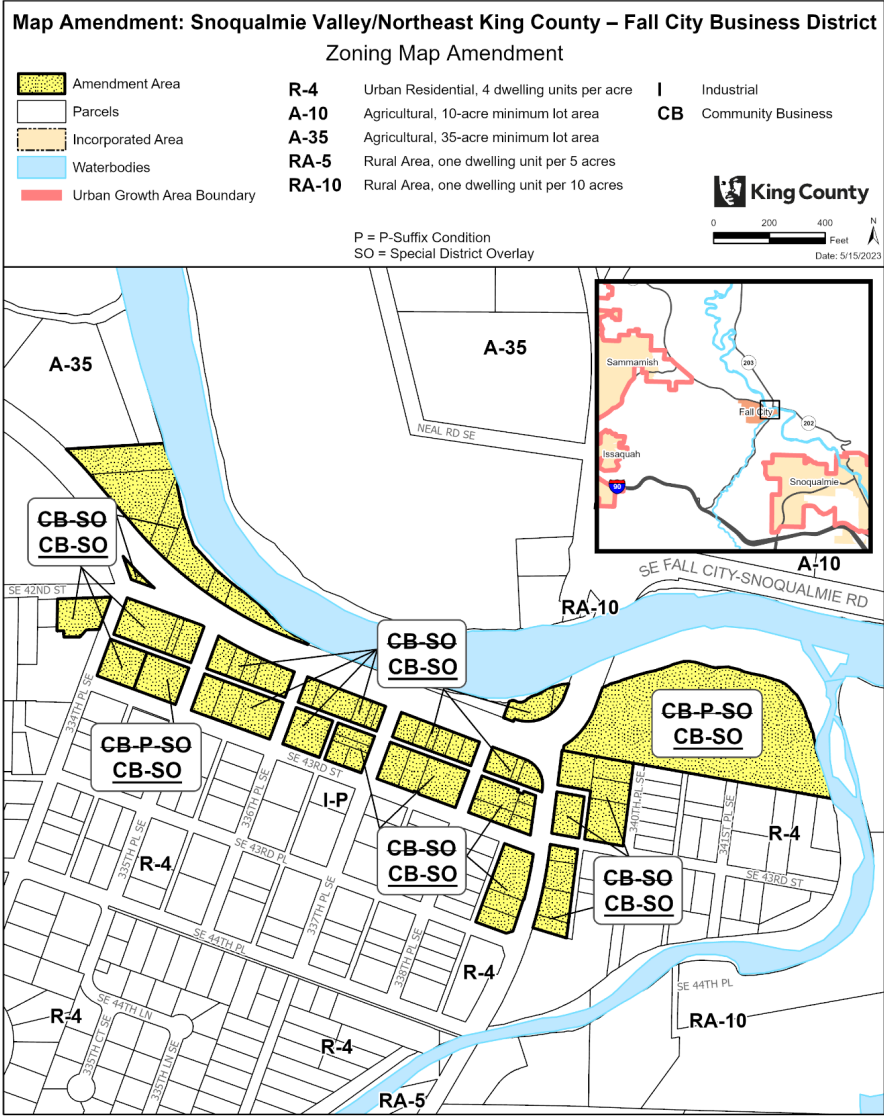 Map Amendment: Snoqualmie Valley/Northeast King County – Fall City Business District
Zoning Map Amendment
Amendment Area
Parcels
Incorporated Area
Waterbodies
Urban Growth Area Boundary
R-4 Urban Residential, 4 dwelling units per acre
A-10 Agricultural, 10-acre minimum lot area
A-35 Agricultural, 35-acre minimum lot area
RA-5 Rural Area, one dwelling unit per 5 acres
RA-10 Rural Area, one dwelling unit per 10 acres
I Industrial
CB Community Business
P = P-Suffix Condition
SO = Special District Overlay
King County
0 200 400
Feet
N
Date: 5/15/2023
A-35
A-35
NEAL RD SE
Sammamish
203
Fall City
202
Issaquah
90
Snoqualmie
A-10
SE FALL CITY-SNOQUALMIE RD
RA-10
CB-SO
CB-SO
SE 42ND ST
CB-SO
CB-SO
CB-P-SO
CB-SO
334TH PL SE
CB-P-SO
CB-SO
SE 43RD ST
336TH PL SE
I-P
340TH PL SE
341ST PL SE
R-4
335TH PL SE
R-4
SE 43RD PL
CB-SO
CB-SO
CB-SO
CB-SO
SE 43RD ST
337TH PL SE
338TH PL SE
SE 44TH PL
R-4
SE 44TH PL
SE 44TH LN
R-4
335TH CT SE
335TH LN SE
R-4
RA-10
RA-5